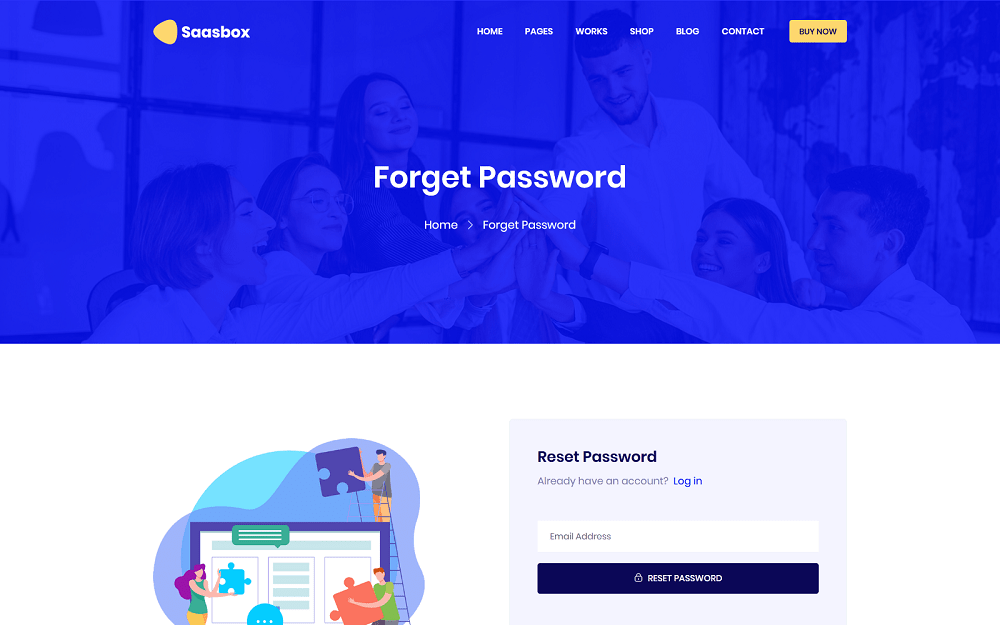 Saasbox
HOME PAGES WORKS SHOP BLOG CONTACT BUY NOW
Forget Password
Home Forget Password
Reset Password
Already have an account? Log in
Email Address
RESET PASSWORD